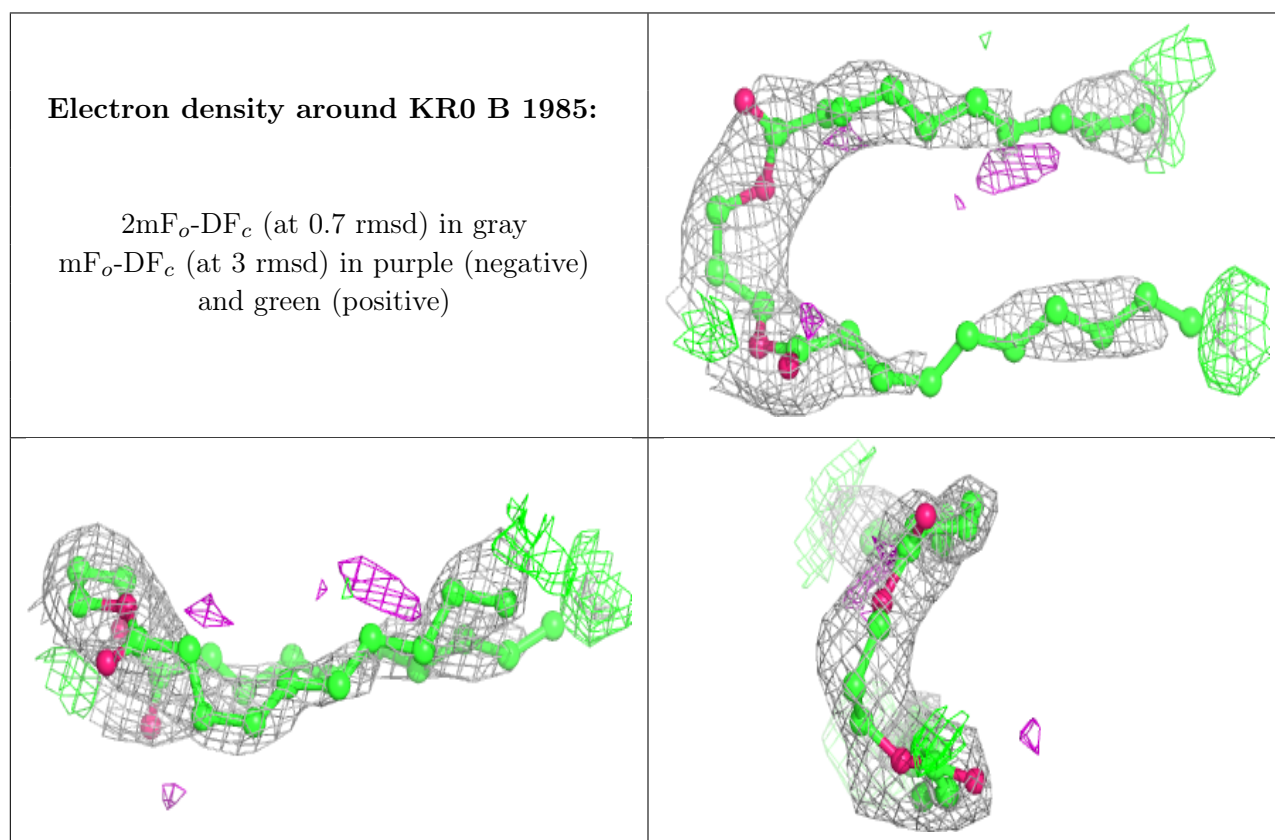 Electron density around KR0 B 1985:
2mFₒ-DF𝒸 (at 0.7 rmsd) in gray
mFₒ-DF𝒸 (at 3 rmsd) in purple (negative)
and green (positive)